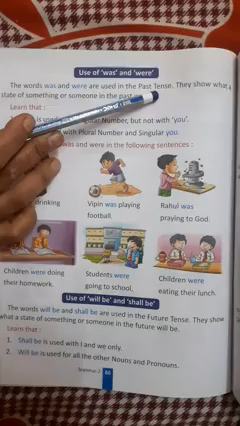 Use of 'was' and 'were'
The words was and were are used in the Past Tense. They show what a
state of something or someone in the past
Learn that :
Number, but not with 'you'.
with Plural Number and Singular you.
was and were in the following sentences :
drinking
Vipin was playing
football.
Rahul was
praying to God.
Children were doing
their homework.
Students were
going to school.
Children were
eating their lunch.
Use of 'will be' and 'shall be'
The words will be and shall be are used in the Future Tense. They show
what a state of something or someone in the future will be.
Learn that :
1. Shall be is used with I and we only.
2. Will be is used for all the other Nouns and Pronouns.
Grammar-2
86